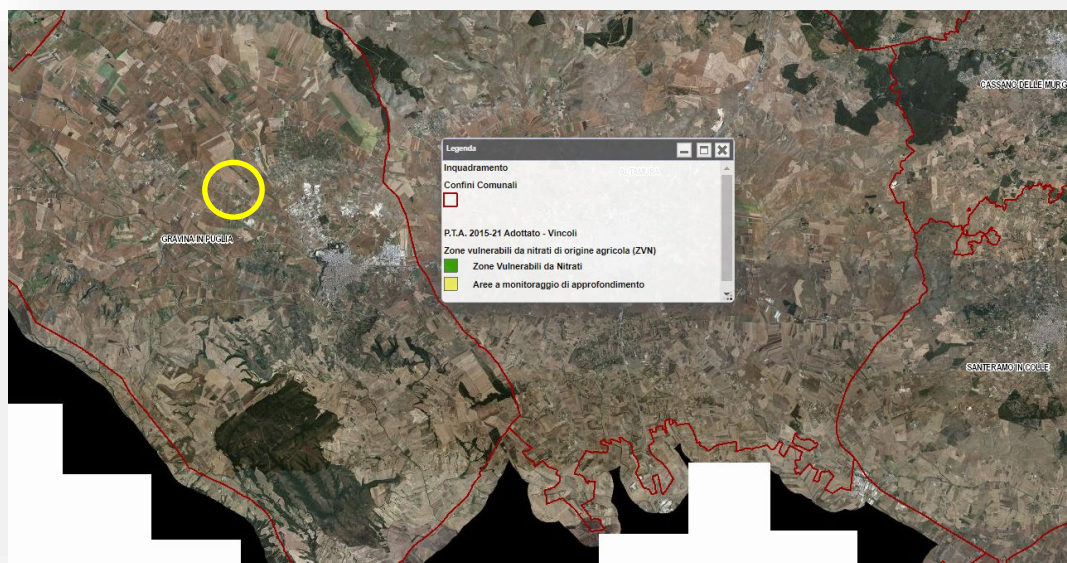 CASSANO DELLE MURG
Legenda
Inquadramento
Confini Comunali
P.T.A. 2015-21 Adottato - Vincoli
Zone vulnerabili da nitrati di origine agricola (ZVN)
Zone Vulnerabili da Nitrati
Aree a monitoraggio di approfondimento
GRAVINA IN PUGLIA
SANTERAMO IN COLLE